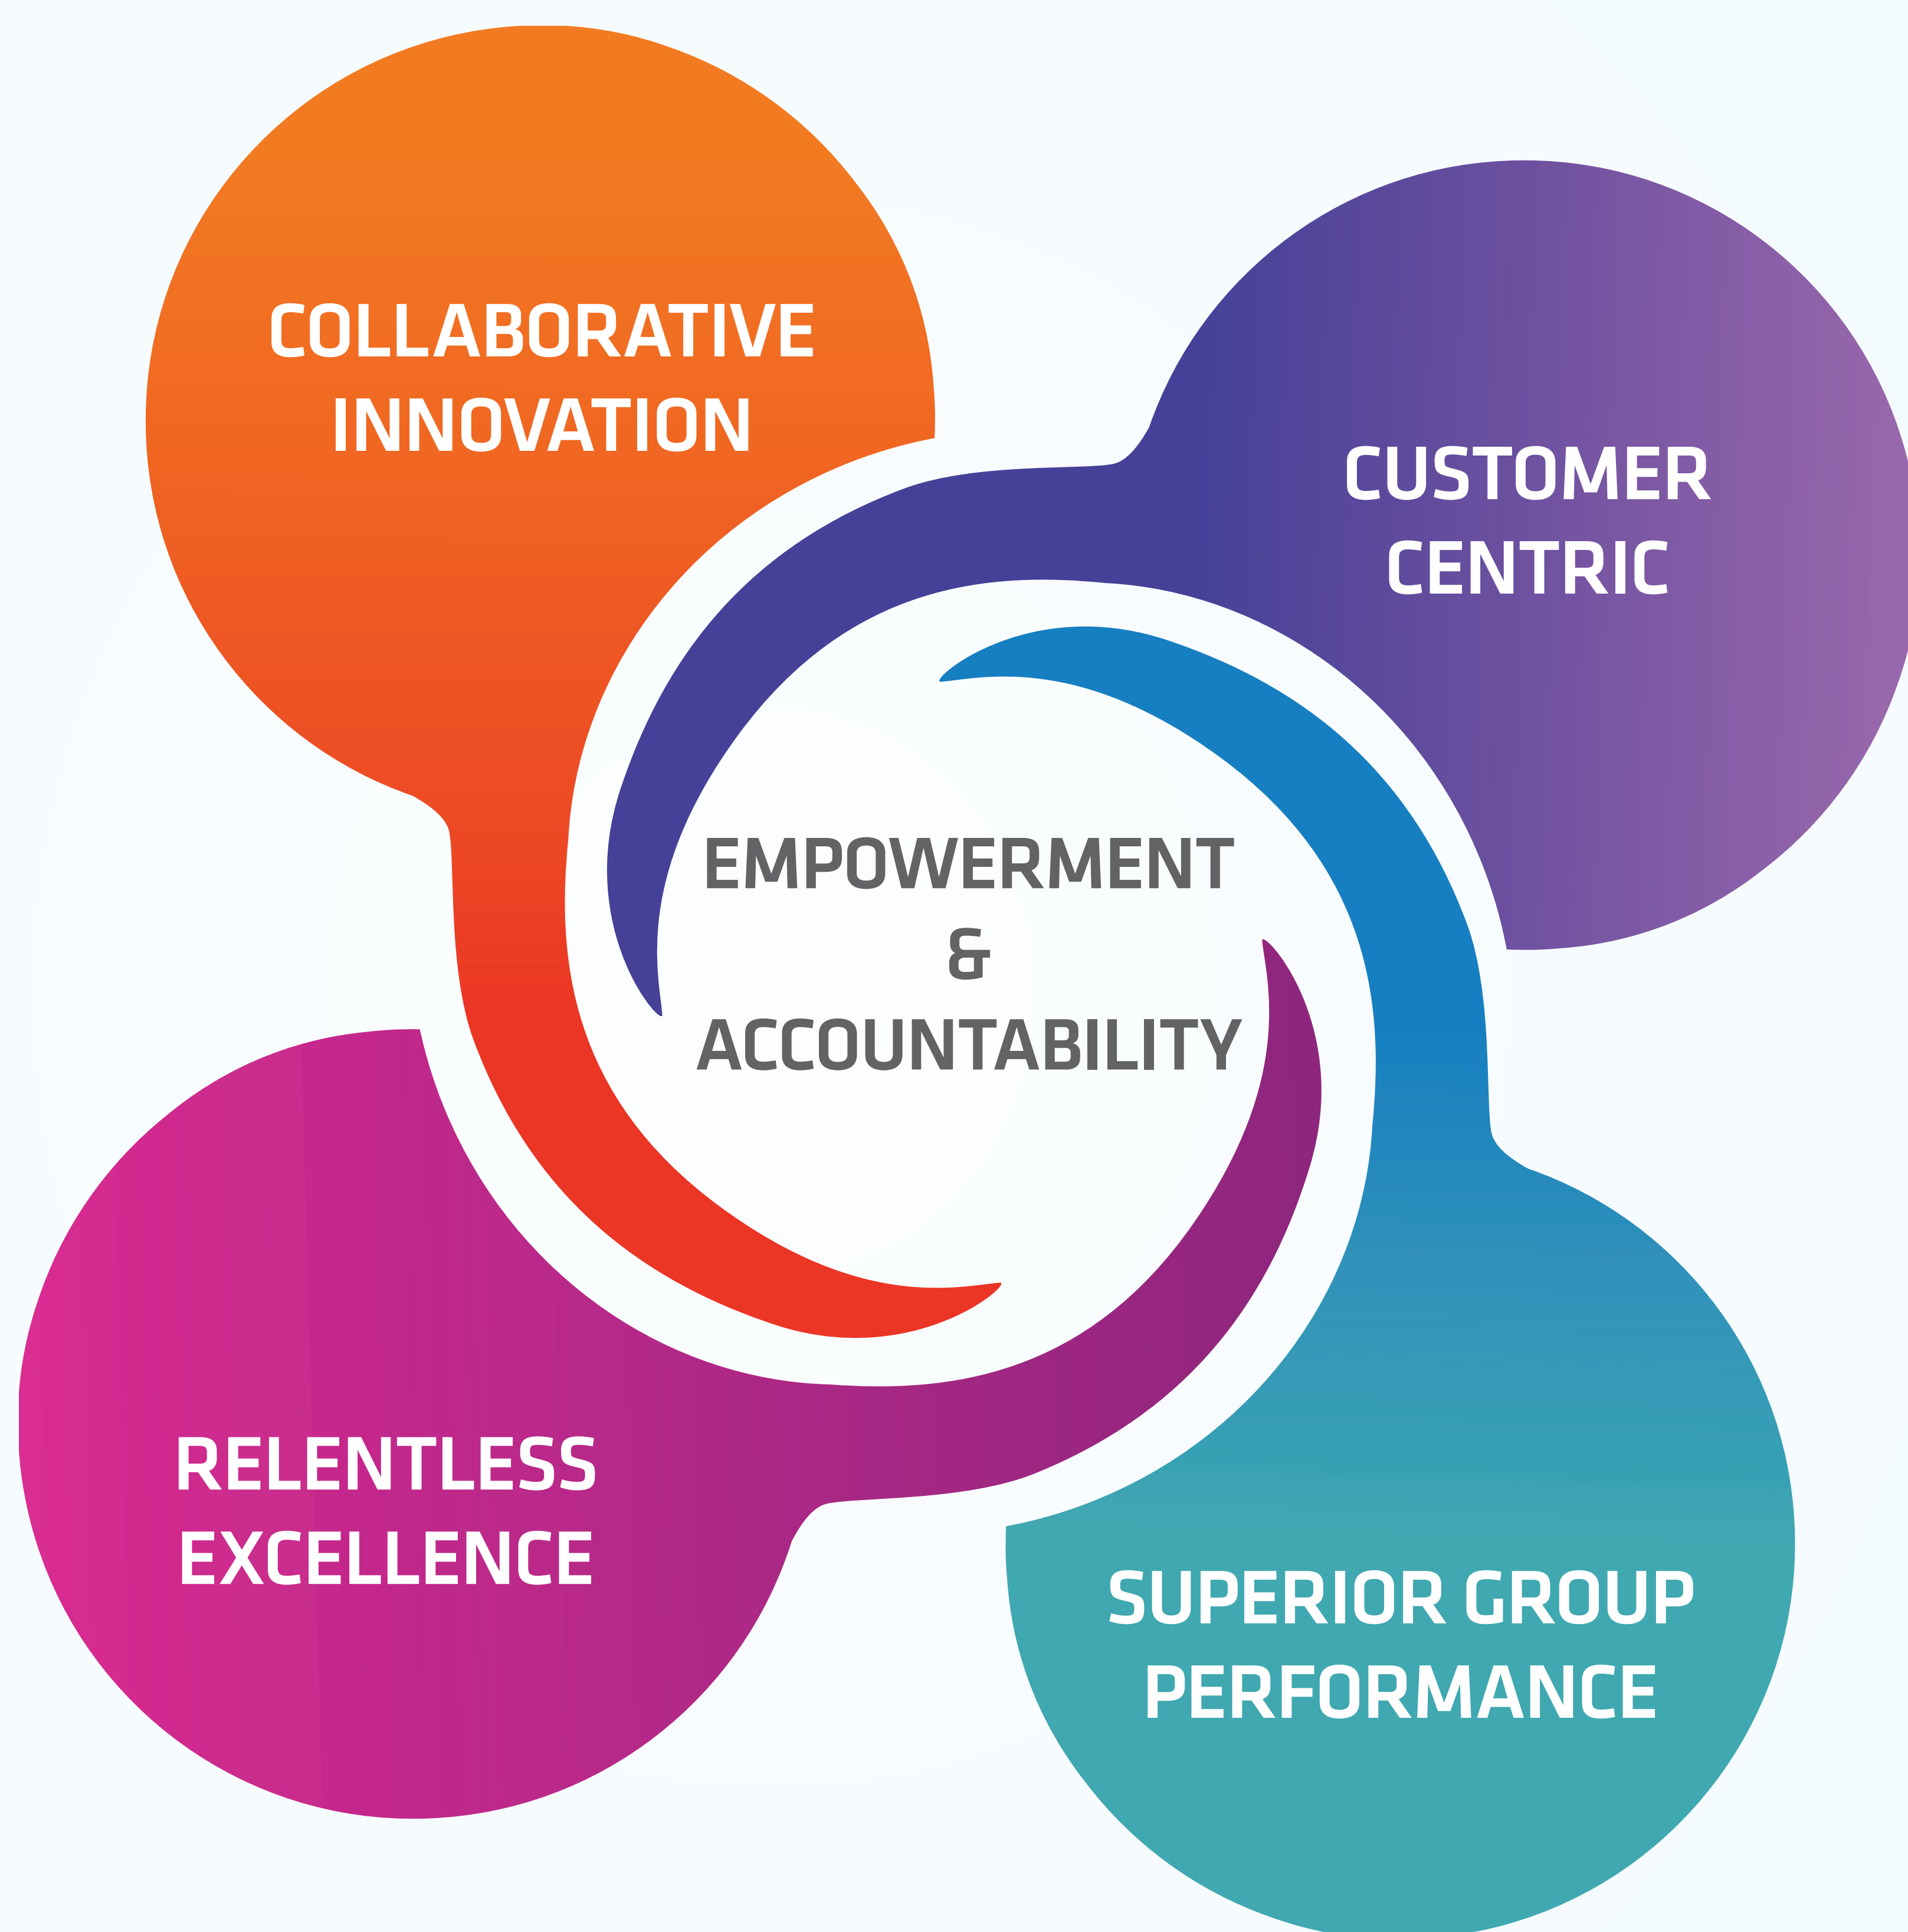 COLLABORATIVE
INNOVATION
CUSTOMER
CENTRIC
EMPOWERMENT
&
ACCOUNTABILITY
RELENTLESS
EXCELLENCE
SUPERIOR GROUP
PERFORMANCE